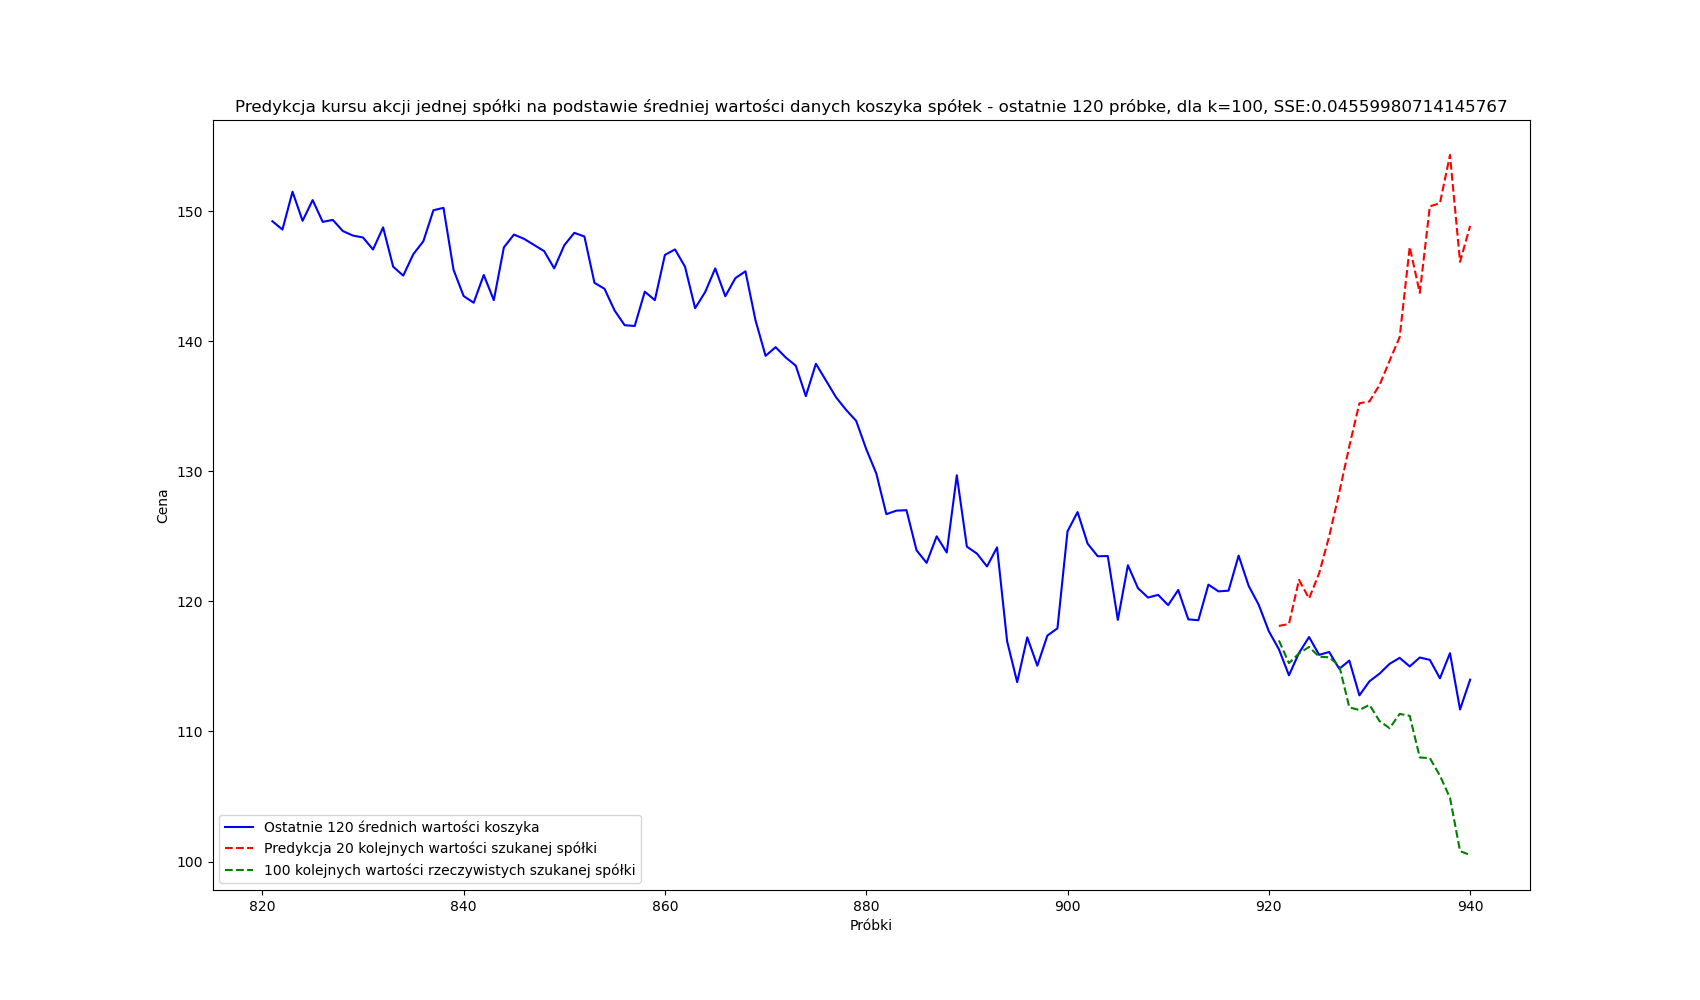 Predykcja kursu akcji jednej spółki na podstawie średniej wartości danych koszyka spółek - ostatnie 120 próbke, dla k=100, SSE:0.04559980714145767
150
140
130
120
110
100
Cena
Ostatnie 120 średnich wartości koszyka
Predykcja 20 kolejnych wartości szukanej spółki
100 kolejnych wartości rzeczywistych szukanej spółki
820 840 860 880 900 920 940
Próbki